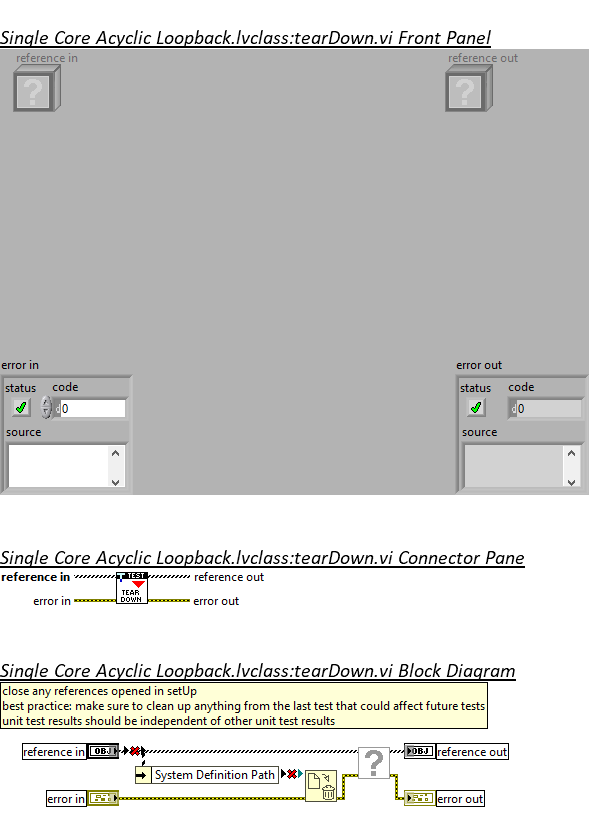 Single Core Acyclic Loopback.lvclass:tearDown.vi Front Panel
reference in
reference out
?
?
error in
error out
status
code
status
code
d0
d0
source
source
Single Core Acyclic Loopback.lvclass:tearDown.vi Connector Pane
reference in
TEST
reference out
error in
TEAR
DOWN
error out
Single Core Acyclic Loopback.lvclass:tearDown.vi Block Diagram
close any references opened in setUp
best practice: make sure to clean up anything from the last test that could affect future tests
unit test results should be independent of other unit test results
reference in
OBJ
OBJ
reference out
?
System Definition Path
error in
error out